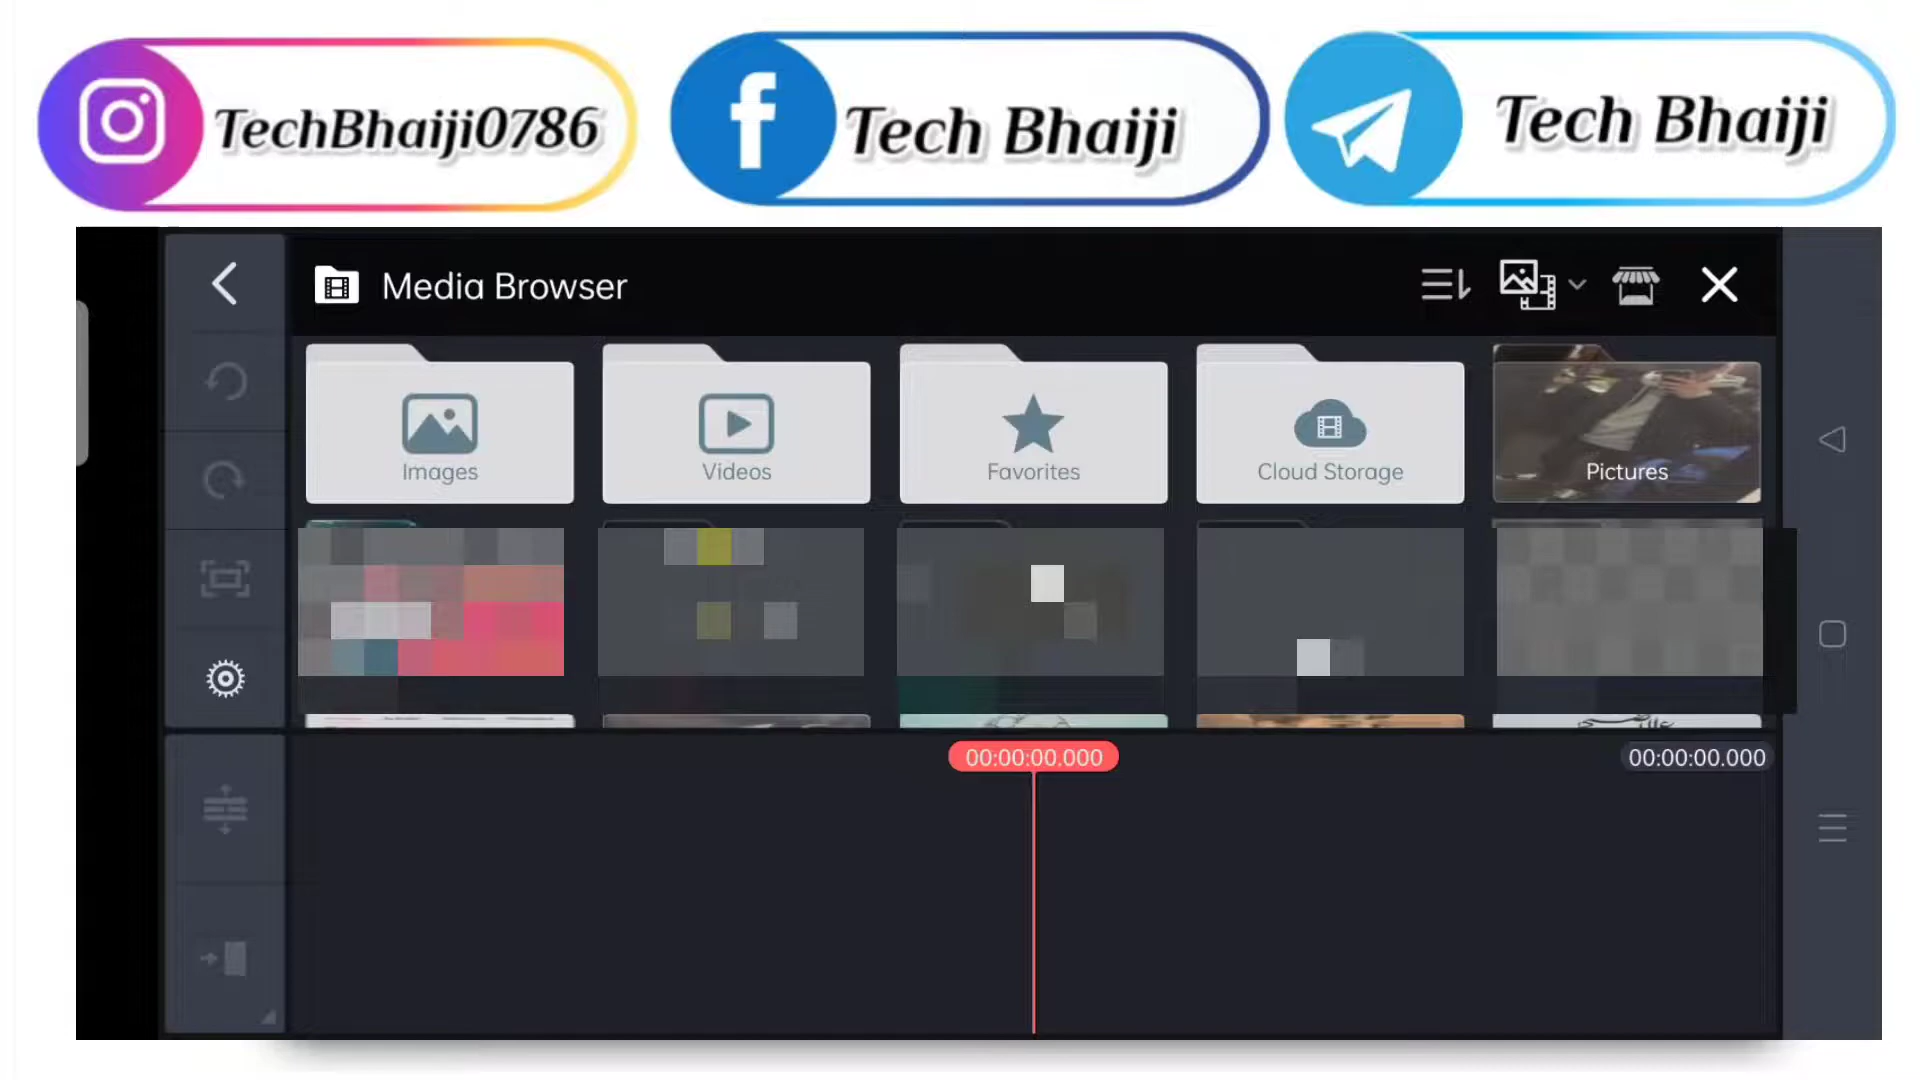 TechBhaiji0786
Tech Bhaiji
Tech Bhaiji
Media Browser
Images
Videos
Favorites
Cloud Storage
Pictures
00:00:00.000
00:00:00.000